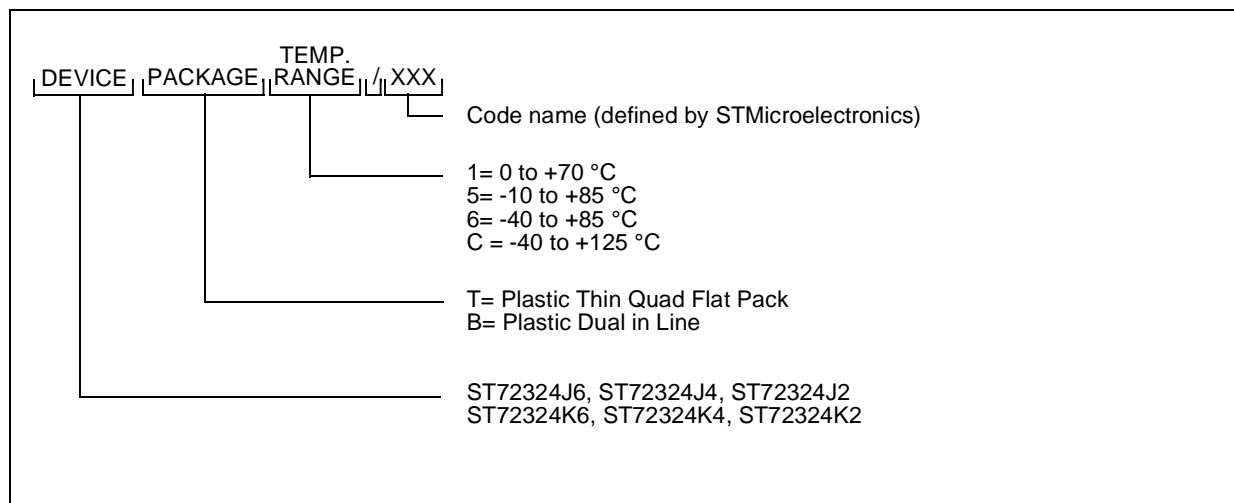 TEMP.
DEVICE PACKAGE RANGE / XXX
Code name (defined by STMicroelectronics)
1= 0 to +70 °C
5= -10 to +85 °C
6= -40 to +85 °C
C = -40 to +125 °C
T= Plastic Thin Quad Flat Pack
B= Plastic Dual in Line
ST72324J6, ST72324J4, ST72324J2
ST72324K6, ST72324K4, ST72324K2